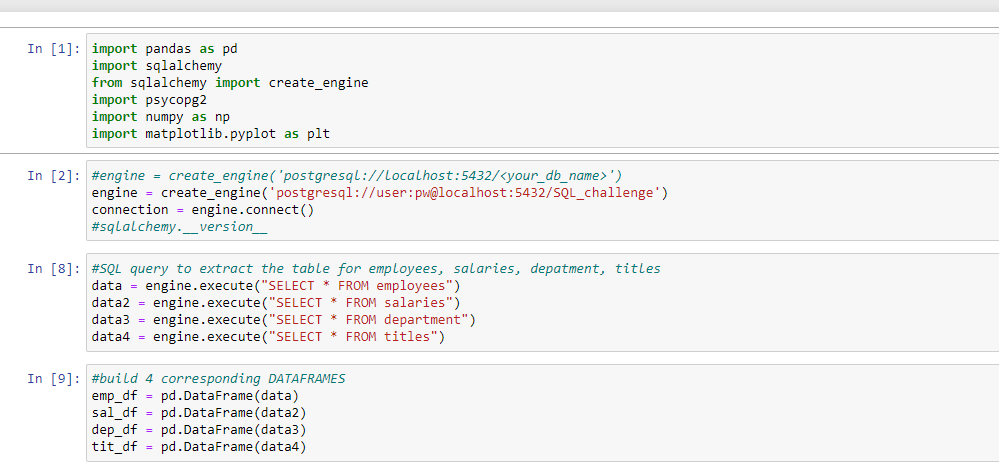 In [1]: import pandas as pd
import sqlalchemy
from sqlalchemy import create_engine
import psycopg2
import numpy as np
import matplotlib.pyplot as plt
In [2]: #engine = create_engine('postgresql://localhost:5432/<your_db_name>')
engine = create_engine('postgresql://user:pw@localhost:5432/SQL_challenge')
connection = engine.connect()
#sqlalchemy.__version__
In [8]: #SQL query to extract the table for employees, salaries, depatment, titles
data = engine.execute("SELECT * FROM employees")
data2 = engine.execute("SELECT * FROM salaries")
data3 = engine.execute("SELECT * FROM department")
data4 = engine.execute("SELECT * FROM titles")
In [9]: #build 4 corresponding DATAFRAMES
emp_df = pd.DataFrame(data)
sal_df = pd.DataFrame(data2)
dep_df = pd.DataFrame(data3)
tit_df = pd.DataFrame(data4)